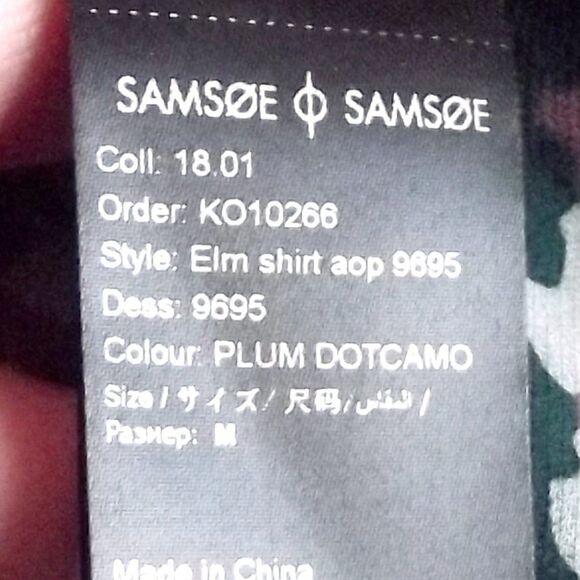 SAMSØE Φ SAMSØE
Coll: 18.01
Order: KO10266
Style: Elm shirt aop 9695
Dess: 9695
Colour: PLUM DOTCAMO
Size / サイズ/ 尺码/ المقاس /
Размер: M
Made in China